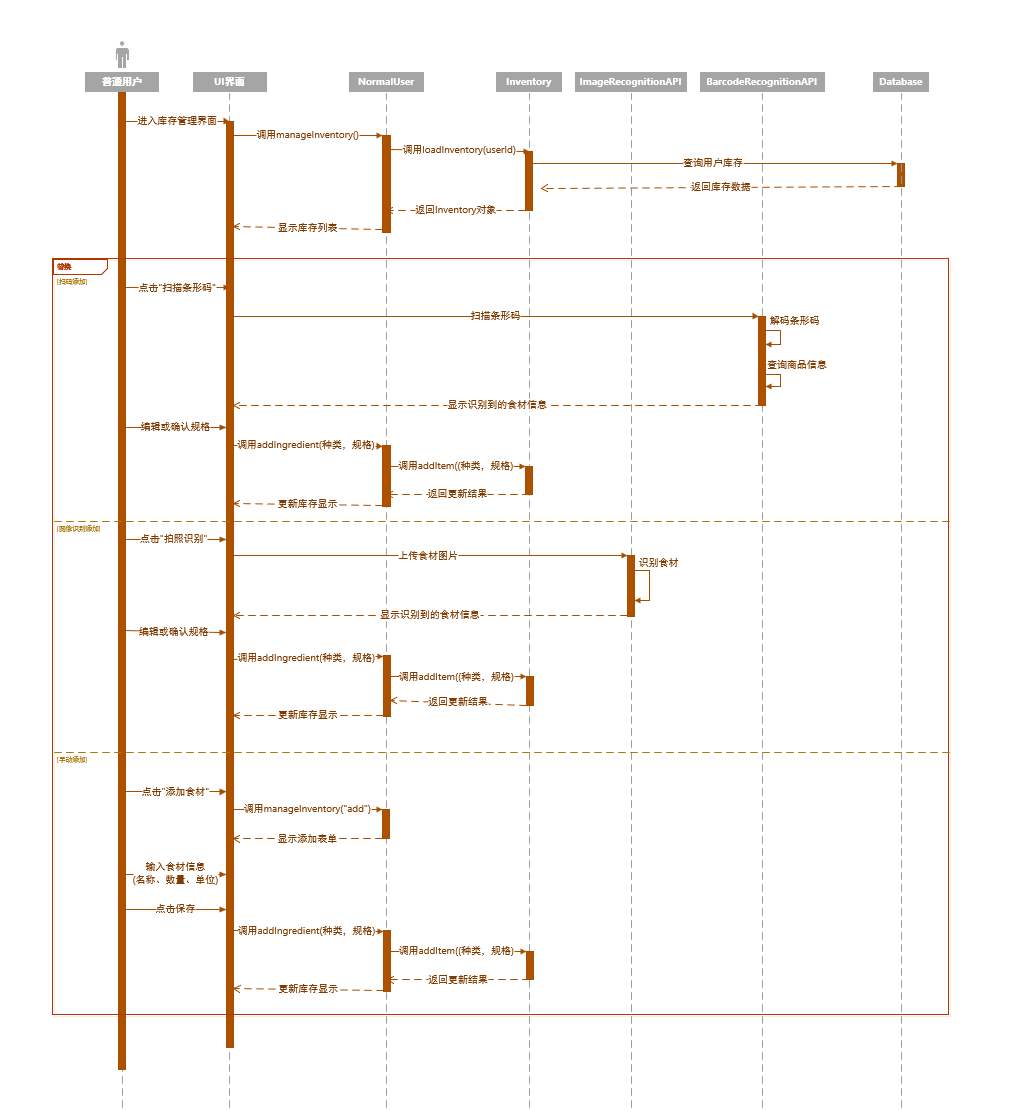 普通用户
UI界面
NormalUser
Inventory
ImageRecognitionAPI
BarcodeRecognitionAPI
Database
进入库存管理界面
调用manageInventory()
调用loadInventory(userId)
查询用户库存
返回库存数据
返回Inventory对象
显示库存列表
替换
[扫码添加]
点击"扫描条形码"
扫描条形码
解码条形码
查询商品信息
显示识别到的食材信息
编辑或确认规格
调用addIngredient(种类，规格)
调用addItem((种类，规格)
返回更新结果
更新库存显示
[图像识别添加]
点击"拍照识别"
上传食材图片
识别食材
显示识别到的食材信息
编辑或确认规格
调用addIngredient(种类，规格)
调用addItem((种类，规格)
返回更新结果
更新库存显示
[手动添加]
点击"添加食材"
调用manageInventory("add")
显示添加表单
输入食材信息
(名称、数量、单位)
点击保存
调用addIngredient(种类，规格)
调用addItem((种类，规格)
返回更新结果
更新库存显示